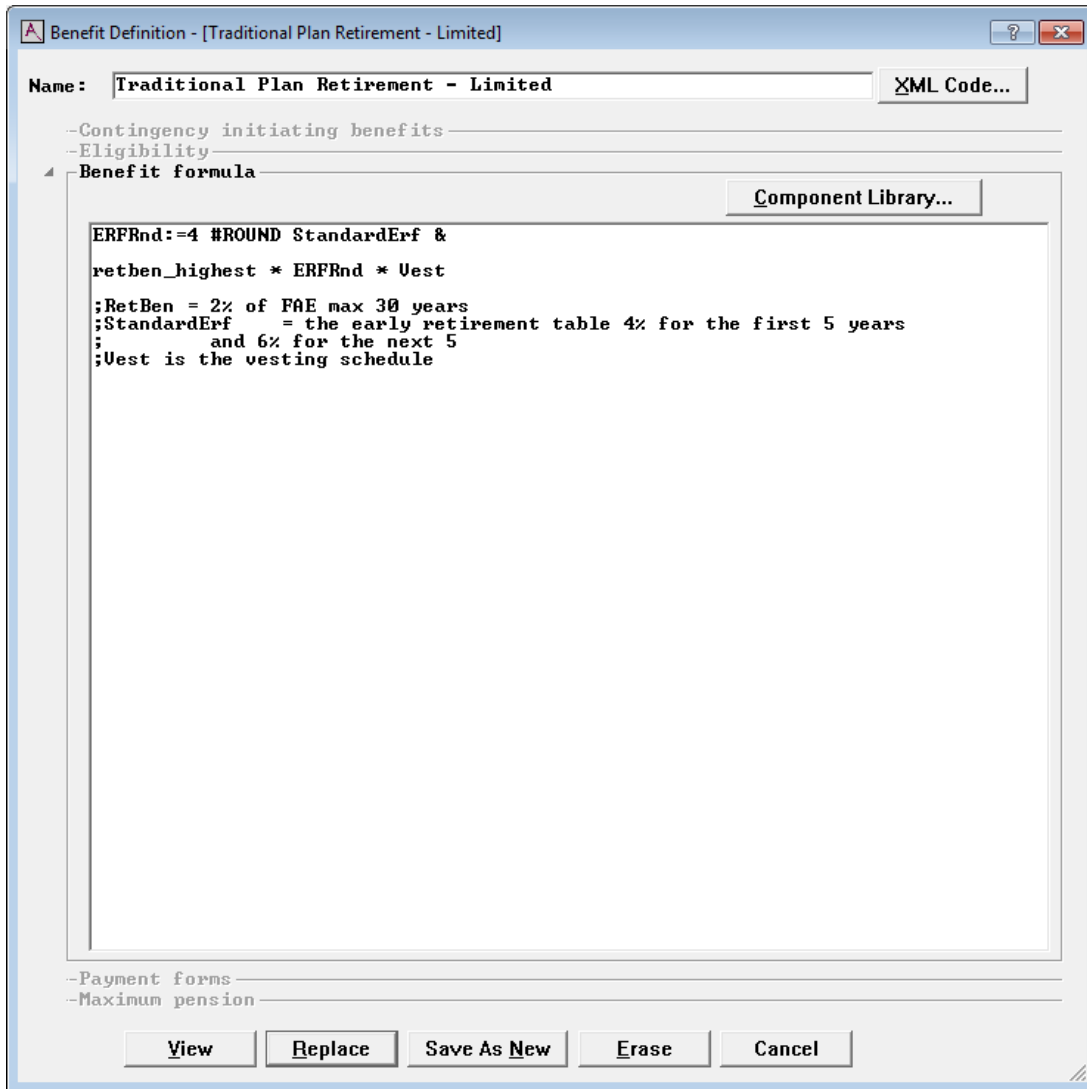 Benefit Definition - [Traditional Plan Retirement - Limited]
Name: Traditional Plan Retirement - Limited XML Code...
Contingency initiating benefits
Eligibility
Benefit formula
Component Library...
ERFRnd:=4 #ROUND StandardErf &
retben_highest * ERFRnd * Vest
;RetBen = 2% of FAE max 30 years
;StandardErf = the early retirement table 4% for the first 5 years
; and 6% for the next 5
;Vest is the vesting schedule
Payment forms
Maximum pension
View Replace Save As New Erase Cancel